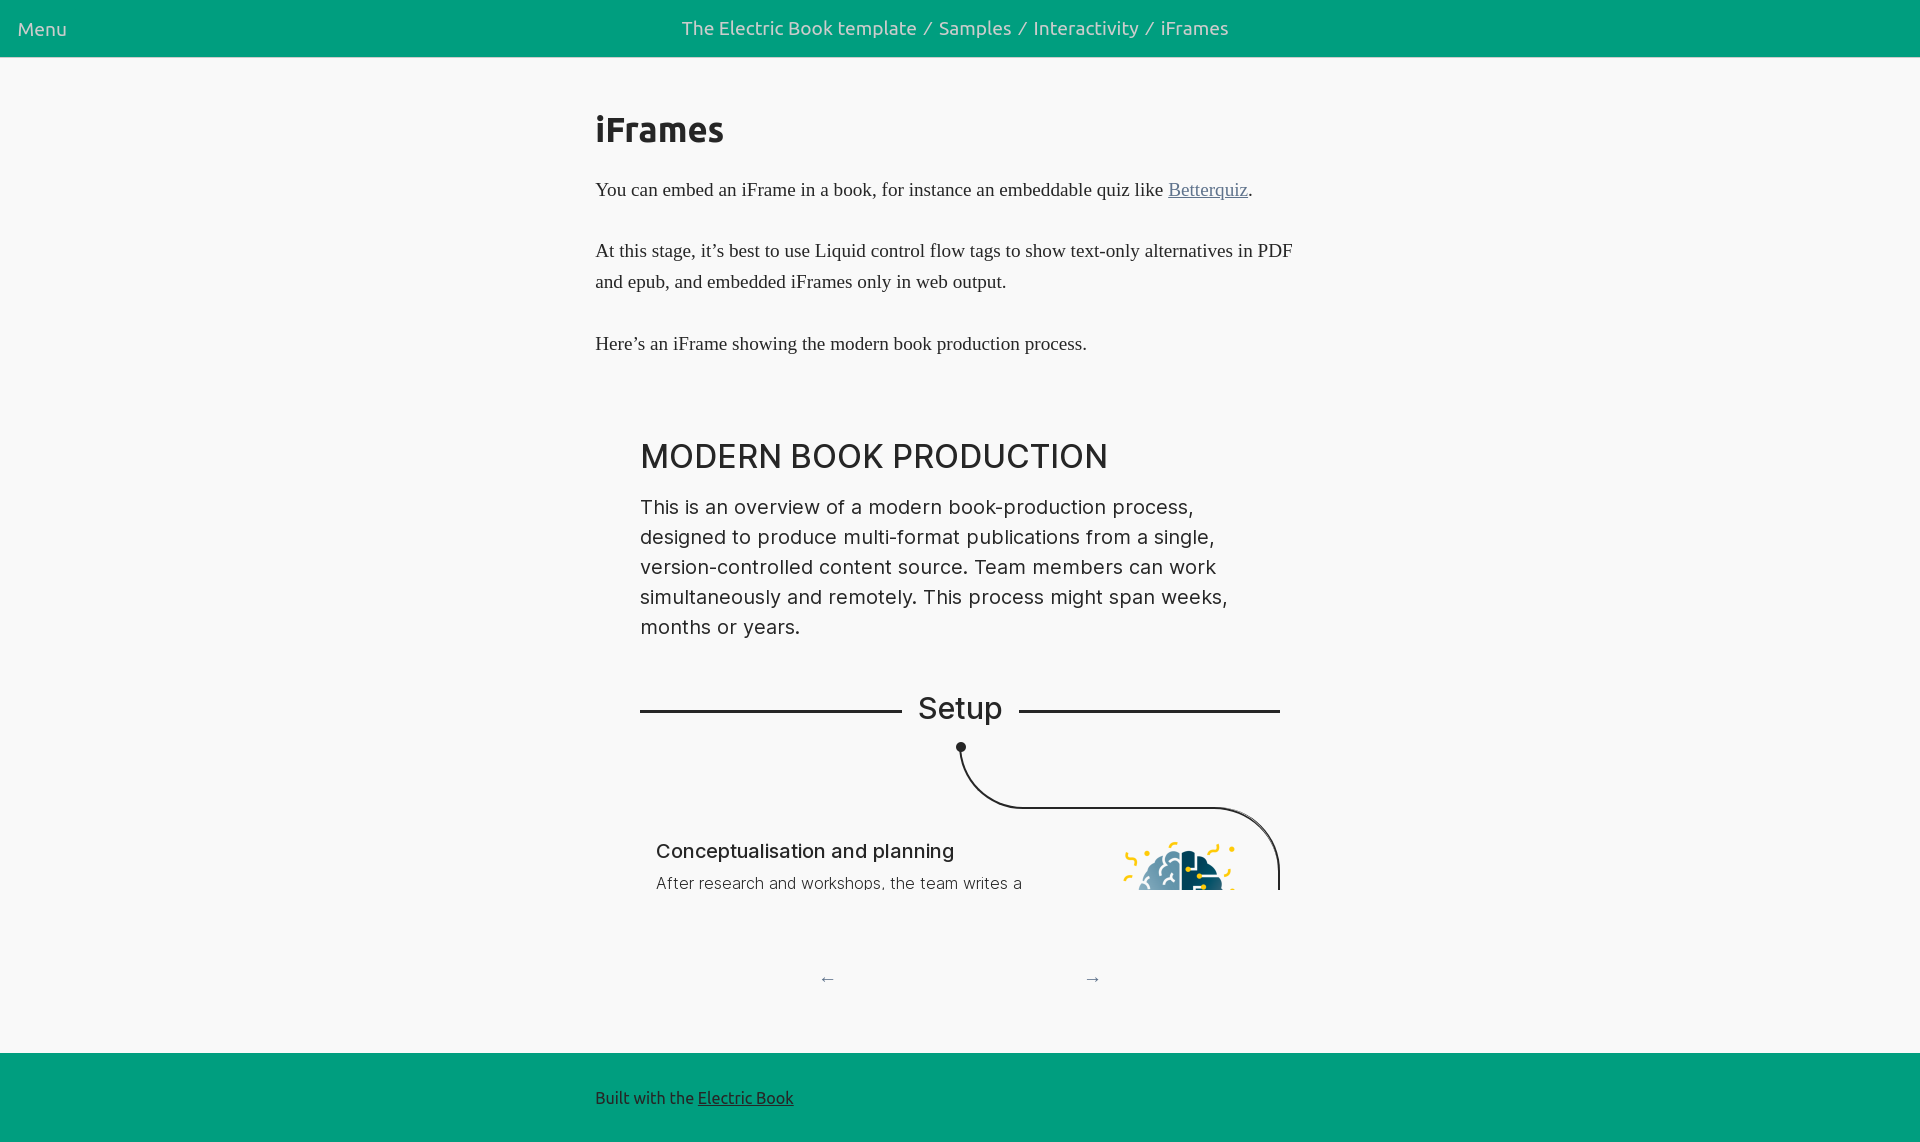 Menu
The Electric Book template / Samples / Interactivity / iFrames
iFrames
You can embed an iFrame in a book, for instance an embeddable quiz like Betterquiz.
At this stage, it’s best to use Liquid control flow tags to show text-only alternatives in PDF
and epub, and embedded iFrames only in web output.
Here’s an iFrame showing the modern book production process.
MODERN BOOK PRODUCTION
This is an overview of a modern book-production process,
designed to produce multi-format publications from a single,
version-controlled content source. Team members can work
simultaneously and remotely. This process might span weeks,
months or years.
Setup
Conceptualisation and planning
After research and workshops, the team writes a
← →
Built with the Electric Book